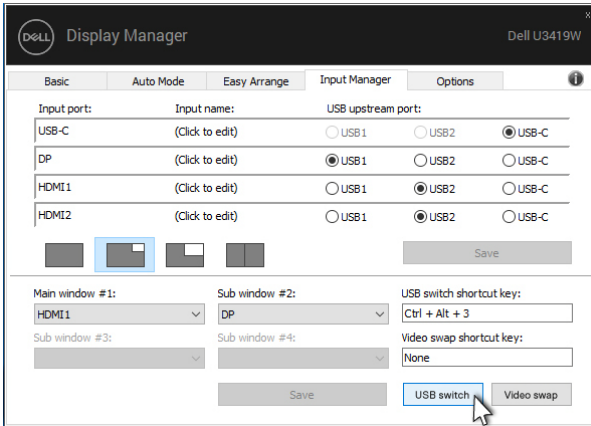 x
DELL Display Manager Dell U3419W
Basic Auto Mode Easy Arrange Input Manager Options i
Input port: Input name: USB upstream port:
USB-C (Click to edit) USB1 USB2 USB-C
DP (Click to edit) USB1 USB2 USB-C
HDMI1 (Click to edit) USB1 USB2 USB-C
HDMI2 (Click to edit) USB1 USB2 USB-C
Save
Main window #1: Sub window #2: USB switch shortcut key:
HDMI1 DP Ctrl + Alt + 3
Sub window #3: Sub window #4: Video swap shortcut key:
None
Save USB switch Video swap